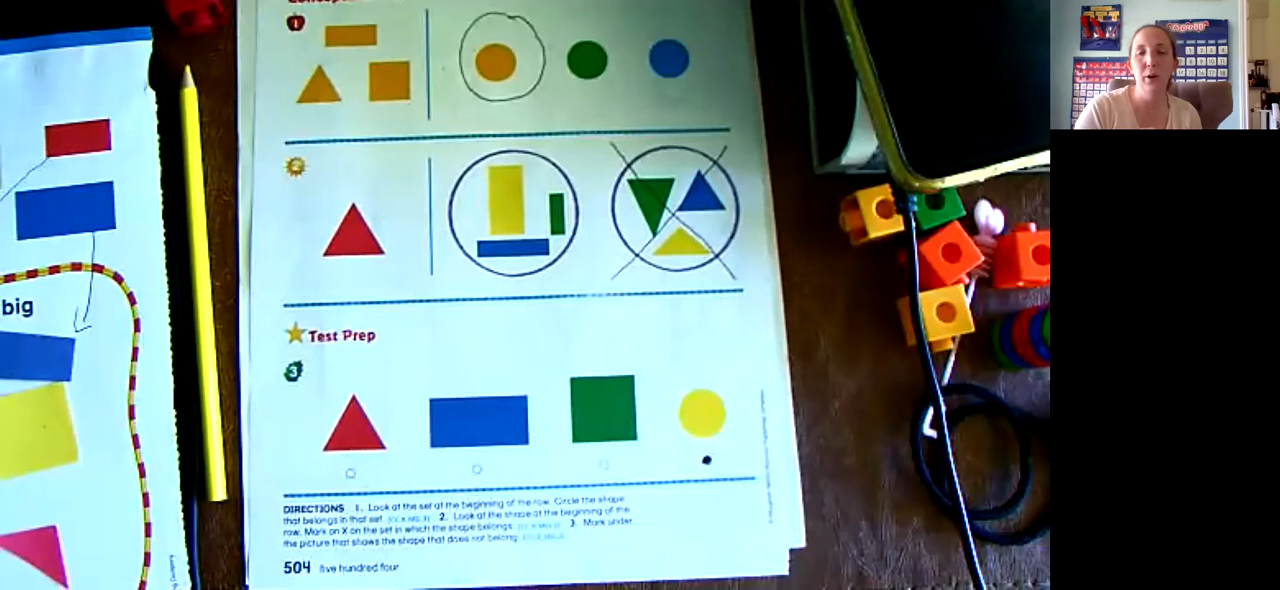 1
2
big
Test Prep
3
DIRECTIONS 1. Look at the set at the beginning of the row. Circle the shape
that belongs in that set. 2. Look at the shape at the beginning of the
row. Mark an X on the set in which the shape belongs. 3. Mark under
the picture that shows the shape that does not belong.
504 five hundred four